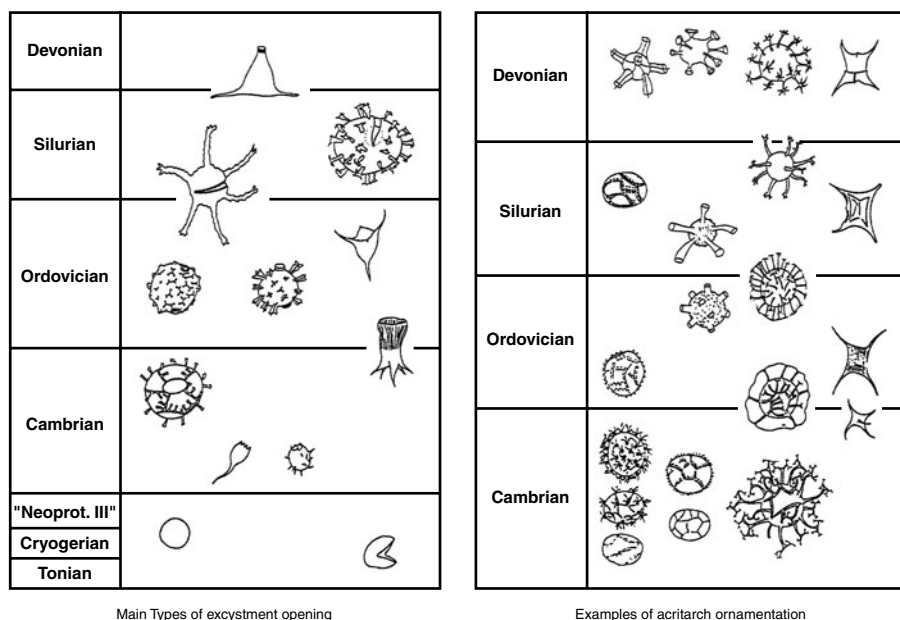 Devonian
Silurian
Ordovician
Cambrian
"Neoprot. III"
Cryogerian
Tonian
Main Types of excystment opening
Devonian
Silurian
Ordovician
Cambrian
Examples of acritarch ornamentation